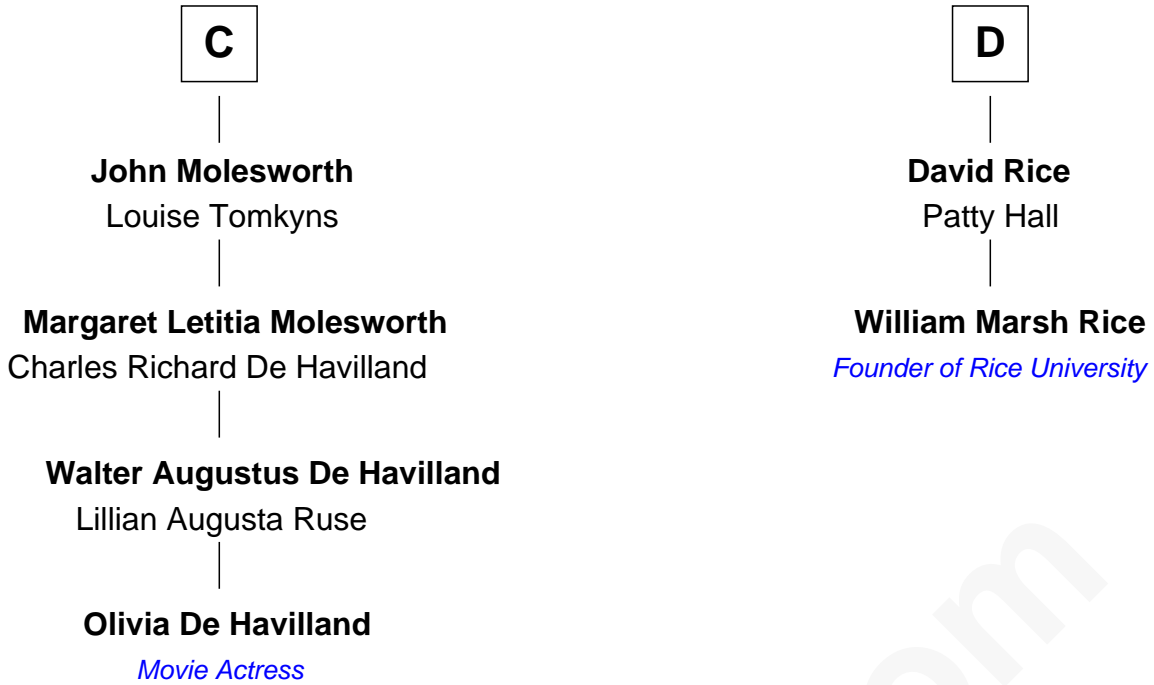 C
John Molesworth
Louise Tomkyns
Margaret Letitia Molesworth
Charles Richard De Havilland
Walter Augustus De Havilland
Lillian Augusta Ruse
Olivia De Havilland
Movie Actress
D
David Rice
Patty Hall
William Marsh Rice
Founder of Rice University
om